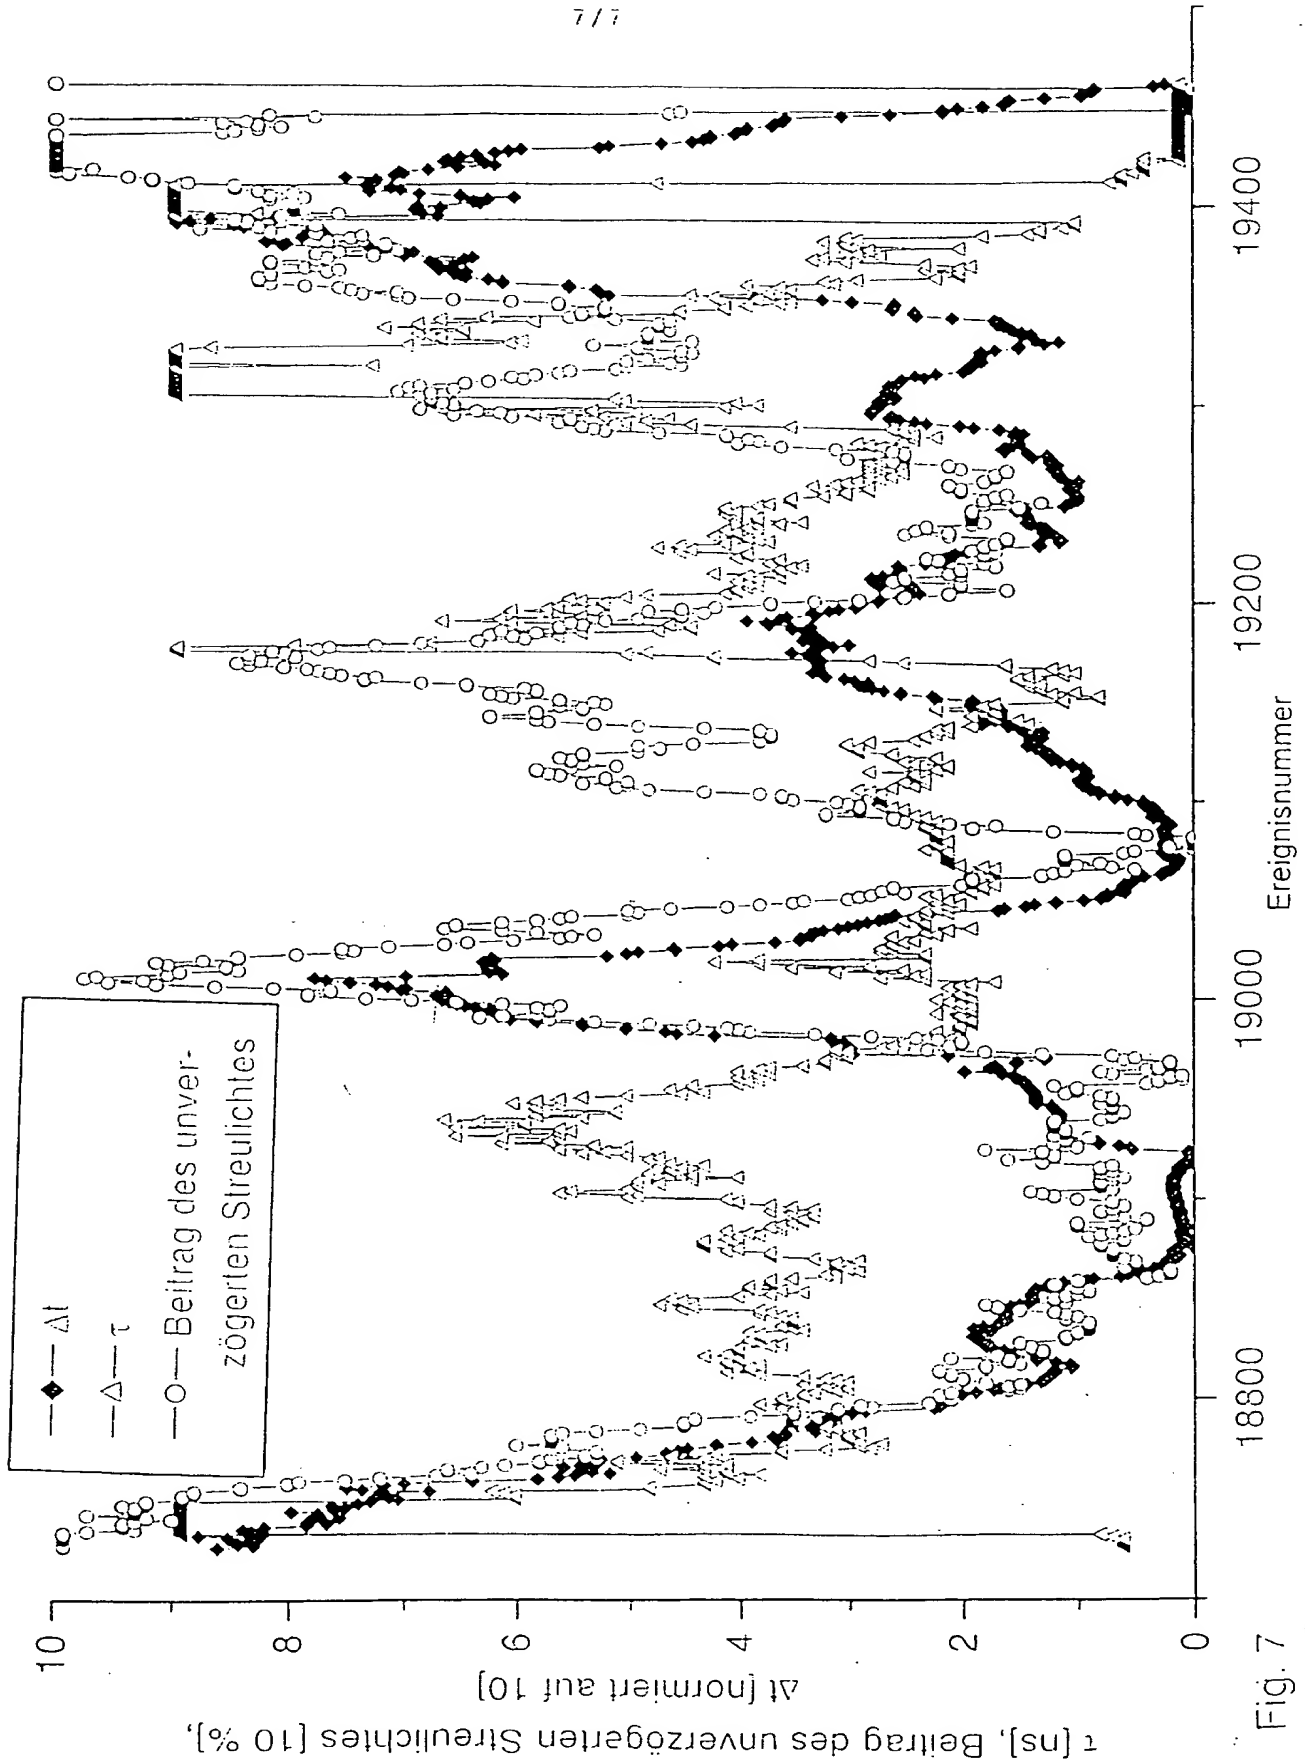 7/7
Δt
τ
Beitrag des unver-
zögerten Streulichtes
τ [ns], Beitrag des unverzögerten Streulichtes [10 %],
Δt [normiert auf 10]
10
8
6
4
2
0
18800
19000
19200
19400
Ereignisnummer
Fig. 7